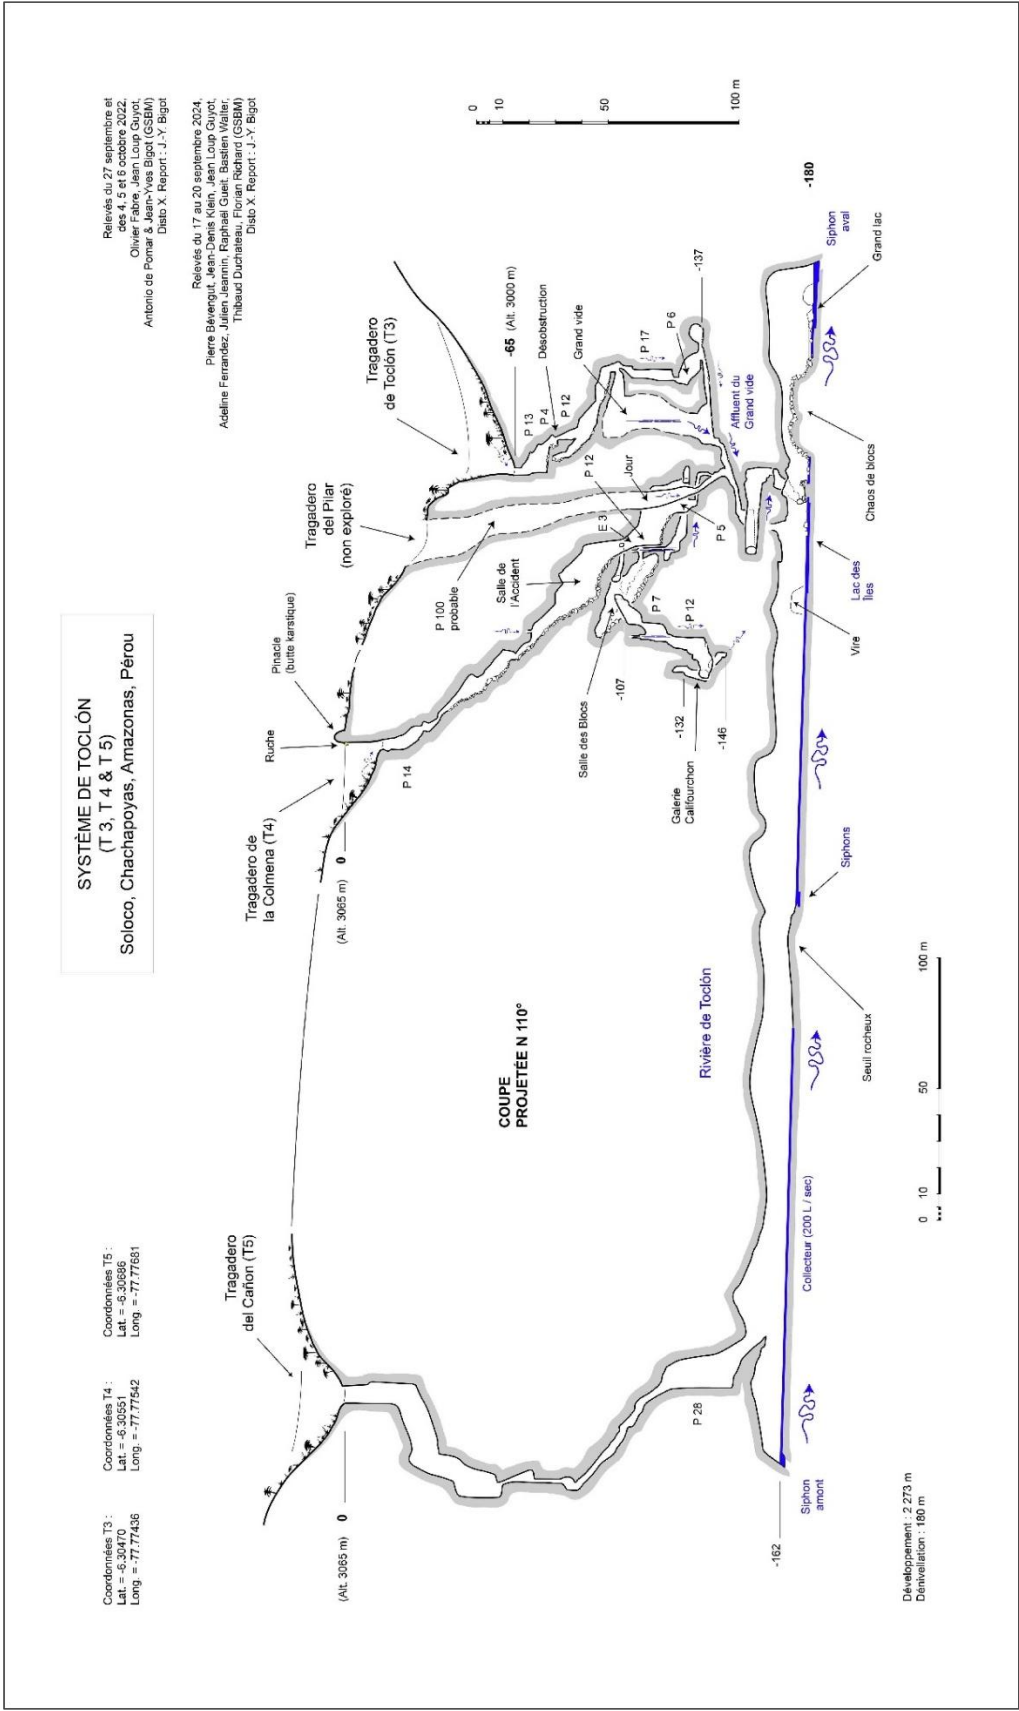 SYSTÈME DE TOCLÓN
(T 3, T 4 & T 5)
Soloco, Chachapoyas, Amazonas, Pérou
Coordonnées T3 :
Lat. = -6.30470
Long. = -77.77436
Coordonnées T4 :
Lat. = -6.30551
Long. = -77.77542
Coordonnées T5 :
Lat. = -6.30686
Long. = -77.77681
Relevés du 27 septembre et
des 4, 5 et 6 octobre 2022,
Olivier Fabre, Jean Loup Guyot,
Antonio de Pomar & Jean-Yves Bigot (GSBM)
Disto X. Report : J.-Y. Bigot
Relevés du 17 au 20 septembre 2024,
Pierre Bévengut, Jean-Denis Klein, Jean Loup Guyot,
Adeline Ferrandez, Julien Jeannin, Raphaël Gueit, Bastien Walter,
Thibaud Duchateau, Florian Richard (GSBM)
Disto X. Report : J.-Y. Bigot
Tragadero
del Cañon (T5)
(Alt. 3065 m)
0
Tragadero de
la Colmena (T4)
(Alt. 3065 m)
0
Ruche
Pinacle
(butte karstique)
P 14
Tragadero
del Pilar
(non exploré)
P 100
probable
Tragadero
de Toclón (T3)
-65 (Alt. 3000 m)
P 13
P 4
Désobstruction
P 12
Grand vide
P 17
P 6
-137
Salle de
l'Accident
E 3
P 12
Jour
P 5
Affluent du
Grand vide
Salle des Blocs
-107
P 7
P 12
-132
-146
Galerie
Califourchon
COUPE
PROJETÉE N 110°
Rivière de Toclón
P 28
-162
Siphon
amont
Collecteur (200 L / sec)
Seuil rocheux
Siphons
Vire
Lac des
Îles
Chaos de blocs
Grand lac
Siphon
aval
-180
0
10
50
100 m
0
10
50
100 m
Développement : 2 273 m
Dénivellation : 180 m